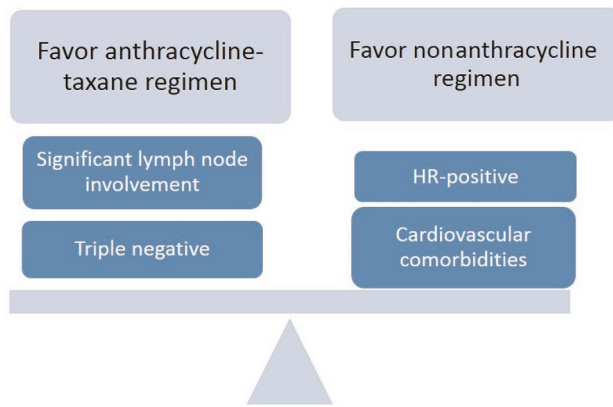 Favor anthracycline-
taxane regimen
Significant lymph node
involvement
Triple negative
Favor nonanthracycline
regimen
HR-positive
Cardiovascular
comorbidities